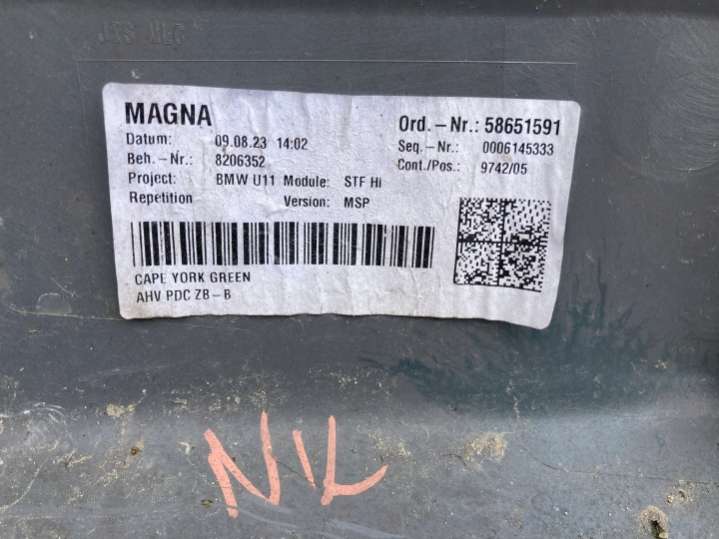 MAGNA
Ord. – Nr.: 58651591
Datum: 09.08.23 14:02
Seq. – Nr.: 0006145333
Beh. – Nr.: 8206352
Cont./Pos.: 9742/05
Project: BMW U11 Module: STF Hi
Repetition Version: MSP
CAPE YORK GREEN
AHV PDC ZB – B
NIL